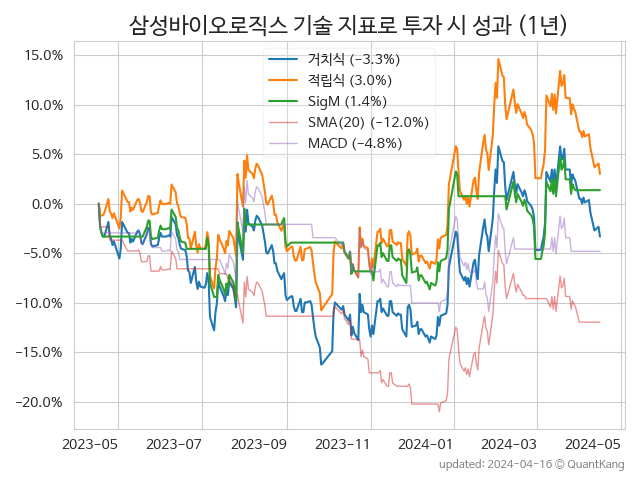 삼성바이오로직스 기술 지표로 투자 시 성과 (1년)
거치식 (−3.3%)
적립식 (3.0%)
SigM (1.4%)
SMA(20) (−12.0%)
MACD (−4.8%)
15.0%
10.0%
5.0%
0.0%
−5.0%
−10.0%
−15.0%
−20.0%
2023-05 2023-07 2023-09 2023-11 2024-01 2024-03 2024-05
updated: 2024-04-16 © QuantKang